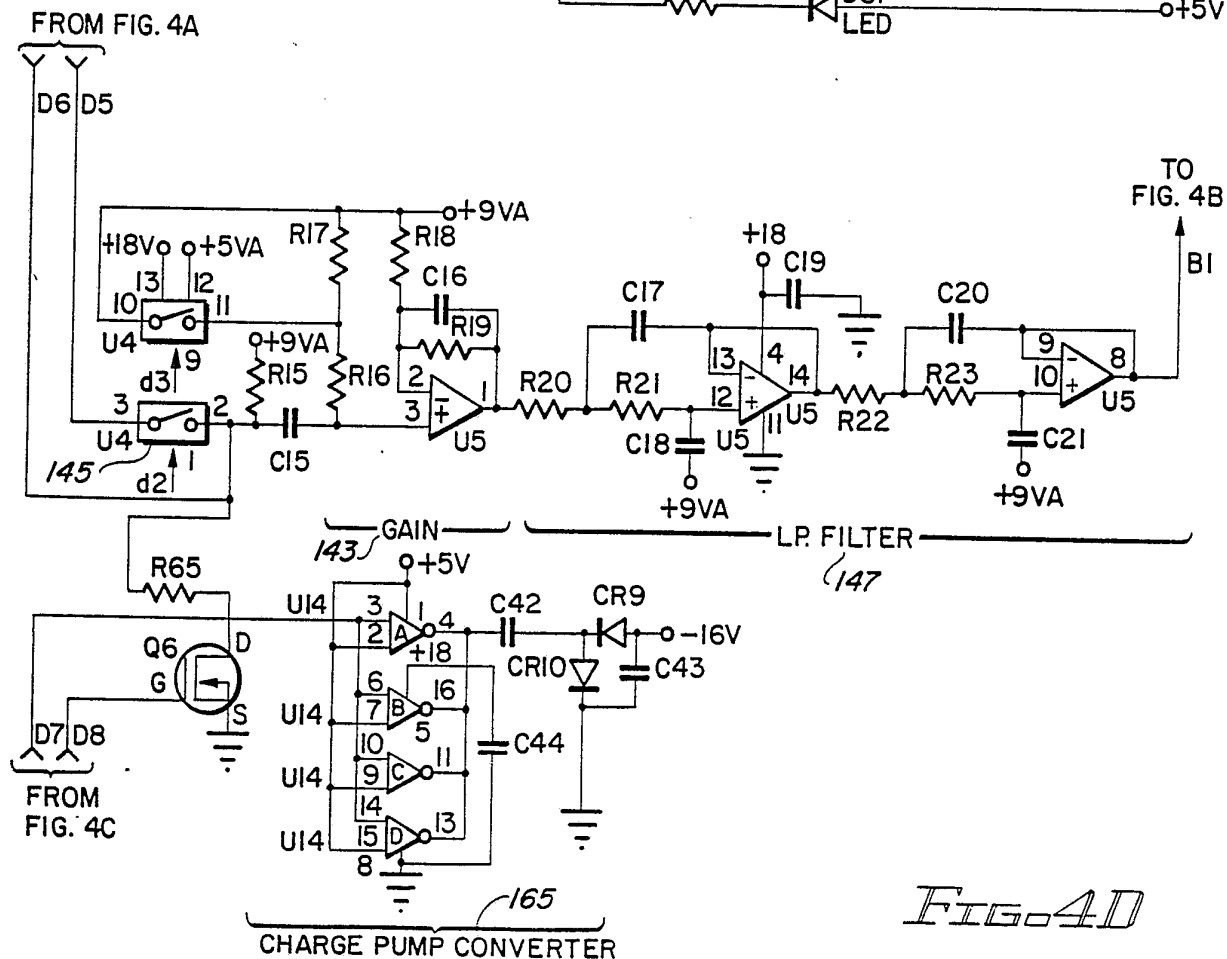 FROM FIG. 4A
LED
+5V
D6 D5
TO
FIG. 4B
B1
+9VA
R17
R18
+18V +5VA
13 12
10 11
U4
9
d3
C16
R19
+9VA
R15
R16
3 2
U4
145
1
d2
C15
2 -
3 +
1
U5
R20
C17
R21
C18
+9VA
+18
C19
4
13 -
12 +
14
U5
U5
11
R22
C20
R23
9 -
10 +
8
U5
C21
+9VA
GAIN
143
L.P. FILTER
147
R65
Q6
D
G
S
D7 D8
FROM
FIG. 4C
+5V
U14
3 1
2 A 4
+18
U14
6 16
7 B
5
U14
10 11
9 C
U14
14 13
15 D
8
C42
CR9
-16V
CR10
C43
C44
165
CHARGE PUMP CONVERTER
FIG. 4D